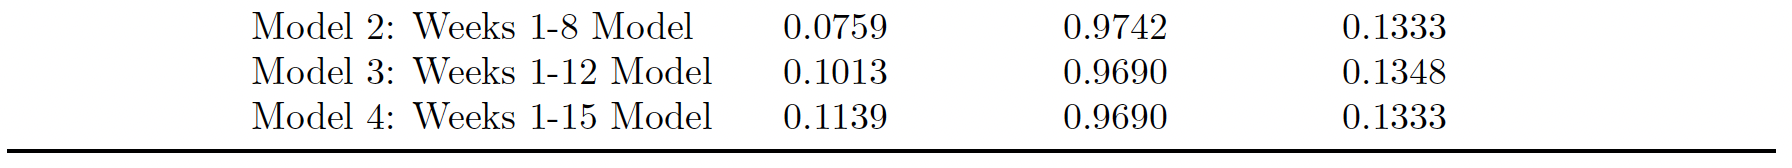 Model 2: Weeks 1-8 Model 0.0759 0.9742 0.1333
Model 3: Weeks 1-12 Model 0.1013 0.9690 0.1348
Model 4: Weeks 1-15 Model 0.1139 0.9690 0.1333